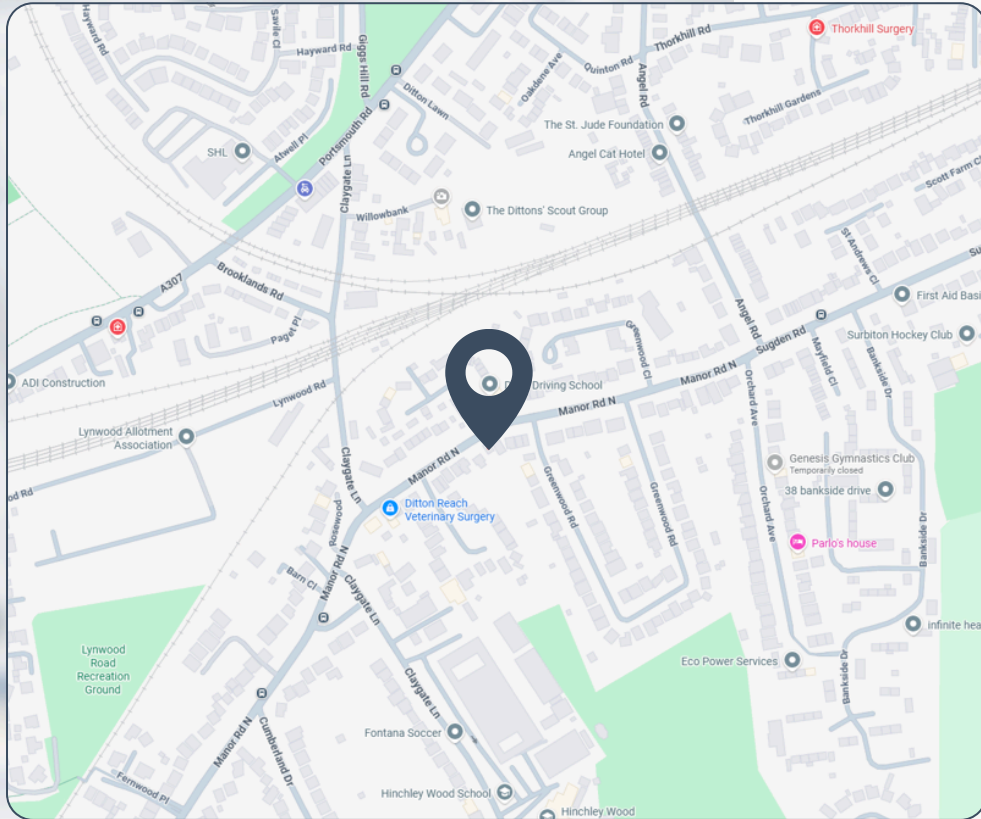 Hayward Rd
Savile Cl
Hayward Rd
Giggs Hill Rd
Thorkhill Rd
Thorkhill Surgery
Quinton Rd
Oakdene Ave
Angel Rd
Ditton Lawn
Thorkhill Gardens
The St. Jude Foundation
Portsmouth Rd
Atwell Pl
SHL
Angel Cat Hotel
Claygate Ln
Scott Farm C
Willowbank
The Dittons' Scout Group
St Andrews Cl
Su
Brooklands Rd
A307
First Aid Basi
Paget Pl
Greenwood Cl
Angel Rd
Sugden Rd
Surbiton Hockey Club
Mayfield Cl
Bankside Dr
ADI Construction
Driving School
Manor Rd N
Lynwood Rd
Manor Rd N
Orchard Ave
Lynwood Allotment
Association
Manor Rd N
Claygate Ln
Genesis Gymnastics Club
Temporarily closed
38 bankside drive
od Rd
Greenwood Rd
Greenwood Rd
Orchard Ave
Ditton Reach
Veterinary Surgery
Rosewood
Bankside Dr
Parlo's house
Manor Rd N
Barn Cl
Claygate Ln
infinite hea
Lynwood
Road
Recreation
Ground
Eco Power Services
Bankside Dr
Claygate Ln
Fontana Soccer
Manor Rd N
Cumberland Dr
Fernwood Pl
Hinchley Wood School
Hinchley Wood